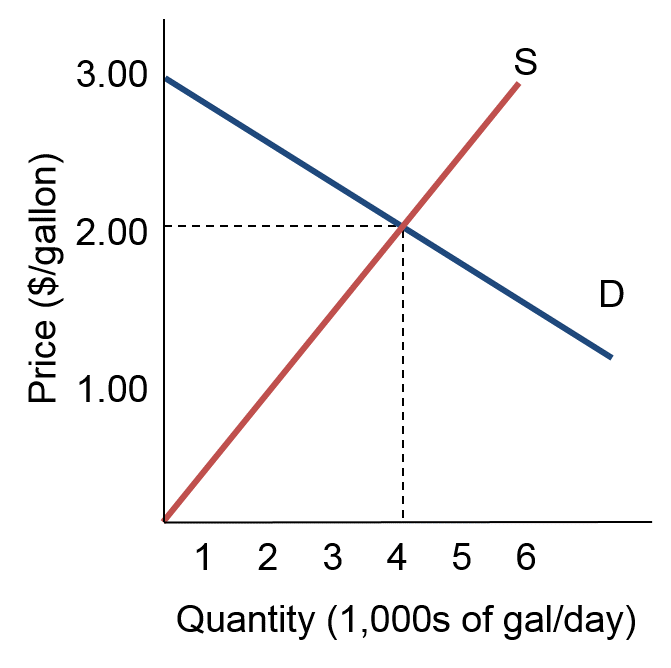 S
3.00
2.00
D
1.00
Price ($/gallon)
1 2 3 4 5 6
Quantity (1,000s of gal/day)